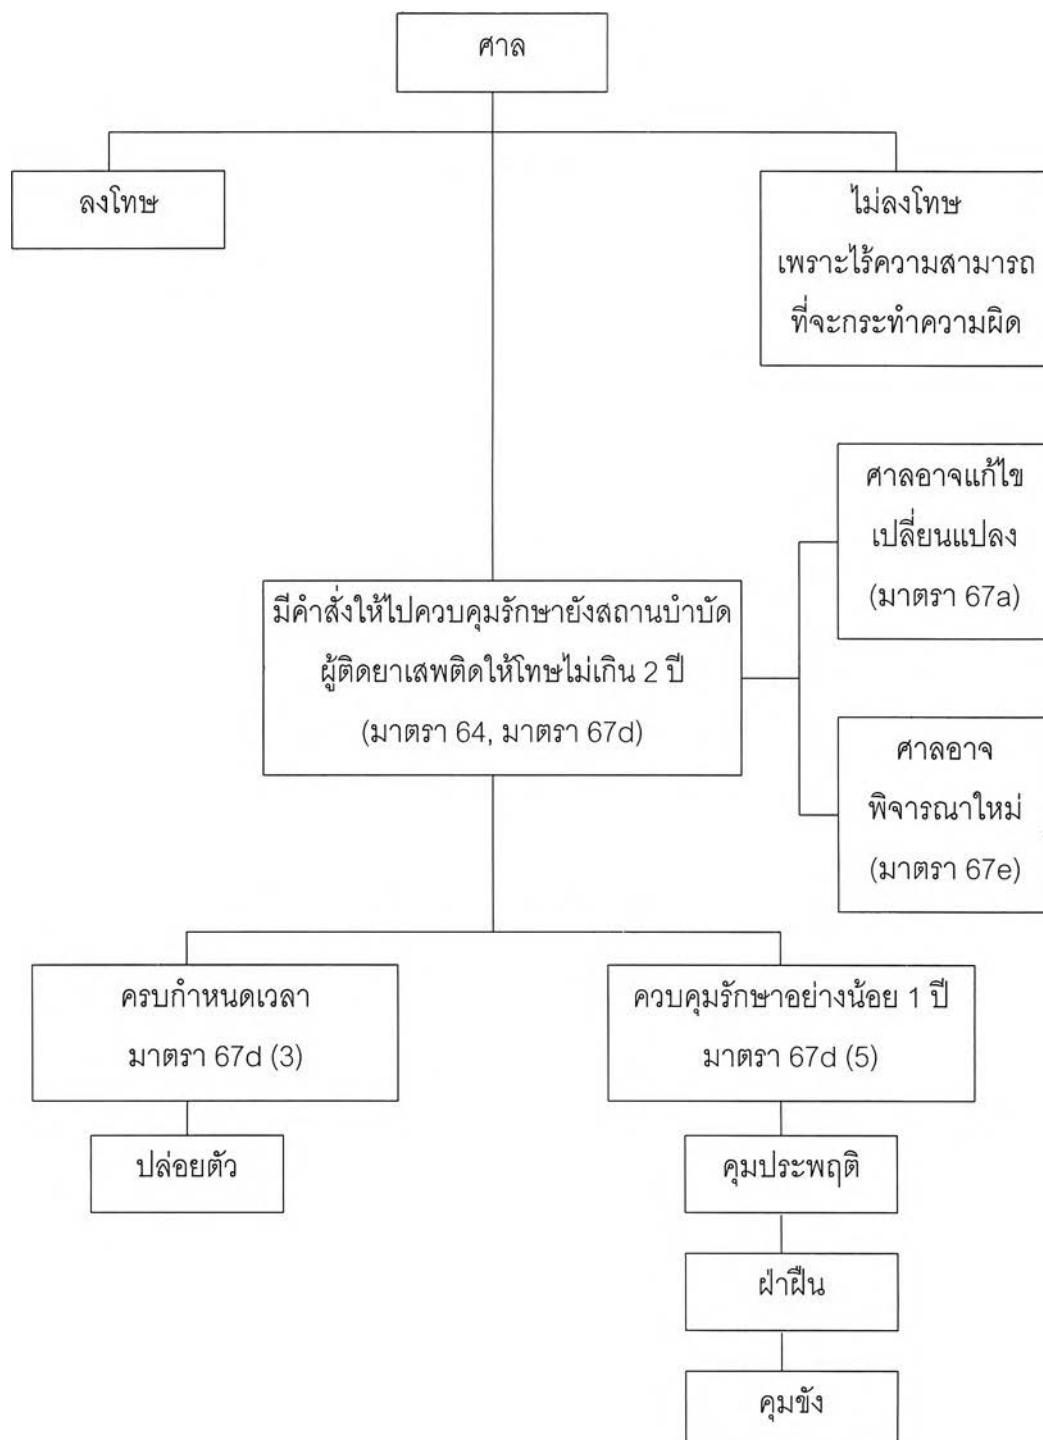 ศาล
ลงโทษ
ไม่ลงโทษ
เพราะไร้ความสามารถ
ที่จะกระทำความผิด
ศาลอาจแก้ไข
เปลี่ยนแปลง
(มาตรา 67a)
มีคำสั่งให้ไปควบคุมรักษายังสถานบำบัด
ผู้ติดยาเสพติดให้โทษไม่เกิน 2 ปี
(มาตรา 64, มาตรา 67d)
ศาลอาจ
พิจารณาใหม่
(มาตรา 67e)
ครบกำหนดเวลา
มาตรา 67d (3)
ปล่อยตัว
ควบคุมรักษาอย่างน้อย 1 ปี
มาตรา 67d (5)
คุมประพฤติ
ฝ่าฝืน
คุมขัง